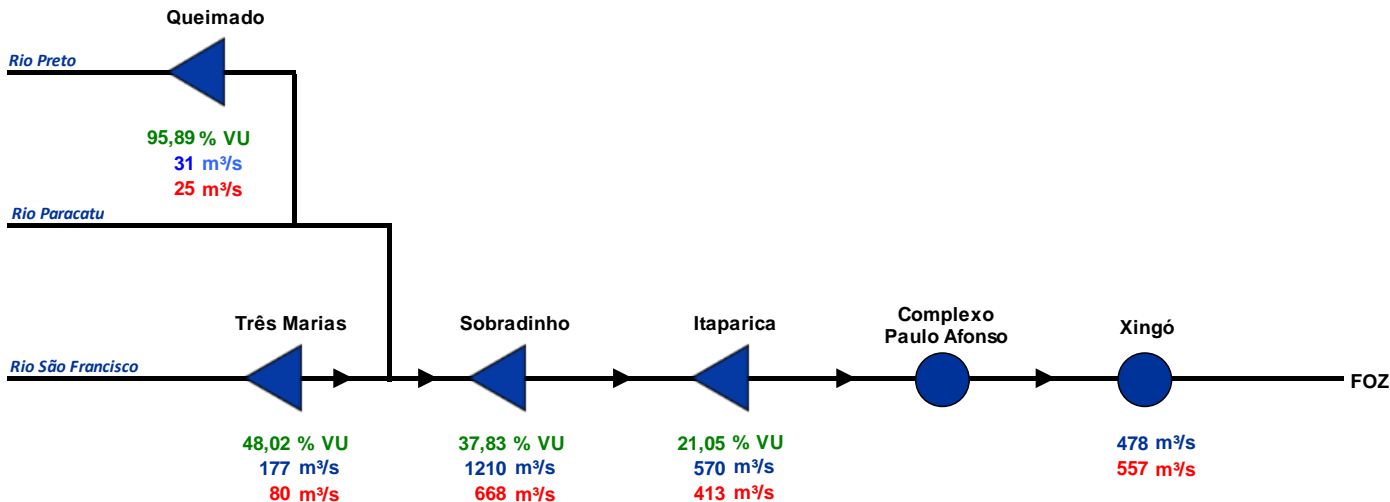 Queimado
Rio Preto
95,89 % VU
31 m³/s
25 m³/s
Rio Paracatu
Três Marias
Sobradinho
Itaparica
Complexo
Paulo Afonso
Xingó
Rio São Francisco
FOZ
48,02 % VU
177 m³/s
80 m³/s
37,83 % VU
1210 m³/s
668 m³/s
21,05 % VU
570 m³/s
413 m³/s
478 m³/s
557 m³/s